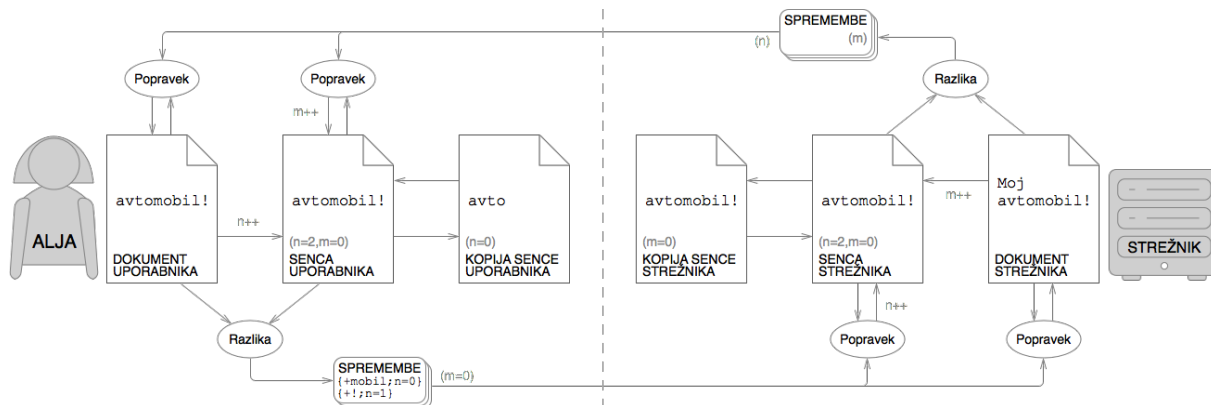 SPREMEMBE
(n)
(m)
Popravek
Popravek
Razlika
m++
avtomobil!
avtomobil!
avto
avtomobil!
avtomobil!
Moj
avtomobil!
n++
m++
(n=2,m=0)
(n=0)
(m=0)
(n=2,m=0)
ALJA
DOKUMENT
UPORABNIKA
SENCA
UPORABNIKA
KOPIJA SENCE
UPORABNIKA
KOPIJA SENCE
STREŽNIKA
SENCA
STREŽNIKA
DOKUMENT
STREŽNIKA
STREŽNIK
n++
Razlika
Popravek
Popravek
SPREMEMBE
{+mobil;n=0}
{+!;n=1}
(m=0)